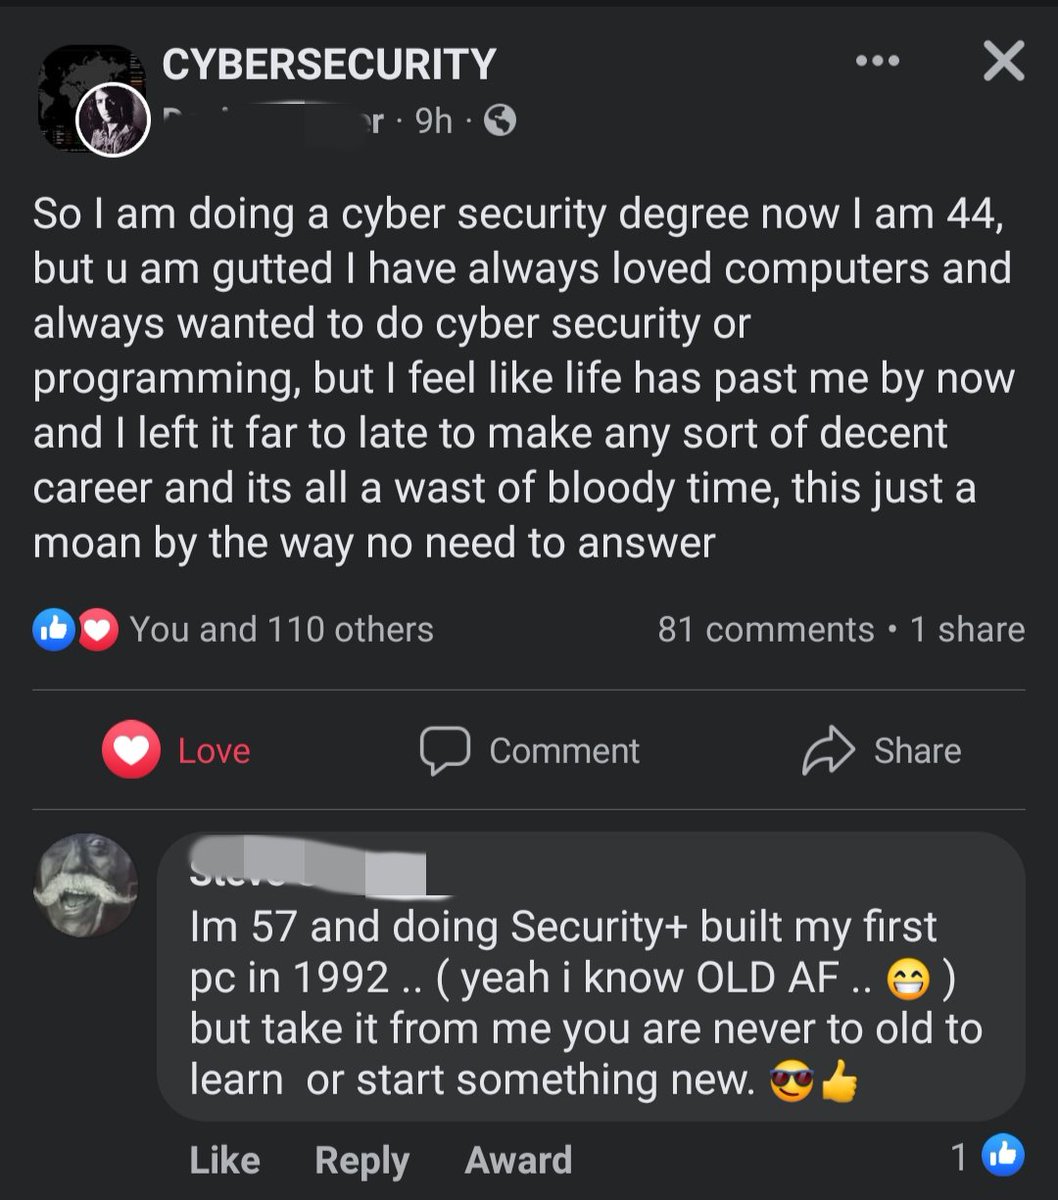 CYBERSECURITY
· 9h ·
So I am doing a cyber security degree now I am 44,
but u am gutted I have always loved computers and
always wanted to do cyber security or
programming, but I feel like life has past me by now
and I left it far to late to make any sort of decent
career and its all a wast of bloody time, this just a
moan by the way no need to answer
You and 110 others 81 comments • 1 share
Love Comment Share
Im 57 and doing Security+ built my first
pc in 1992 .. ( yeah i know OLD AF .. 😁 )
but take it from me you are never to old to
learn or start something new. 😎👍
Like Reply Award 1